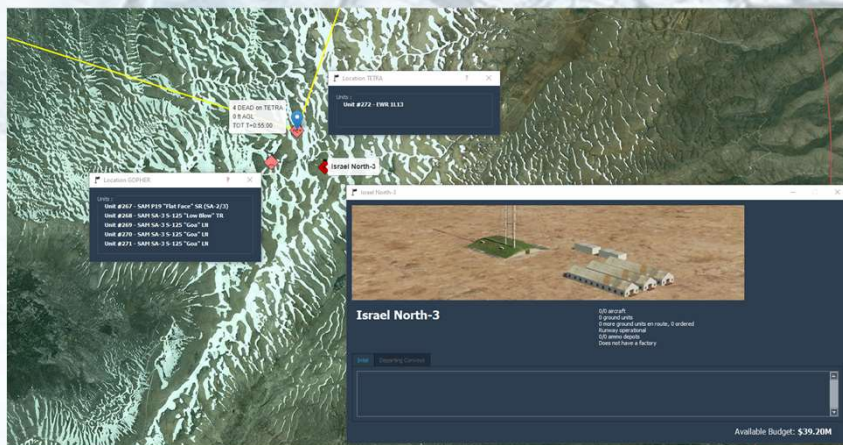 Location TETRA
Units :
Unit #272 - EWR 1L13
4 DEAD on TETRA
0 ft AGL
TOT T+0:55:00
Israel North-3
Location GOPHER
Units :
Unit #267 - SAM P19 "Flat Face" SR (SA-2/3)
Unit #268 - SAM SA-3 S-125 "Low Blow" TR
Unit #269 - SAM SA-3 S-125 "Goa" LN
Unit #270 - SAM SA-3 S-125 "Goa" LN
Unit #271 - SAM SA-3 S-125 "Goa" LN
Israel North-3
Israel North-3
0/0 aircraft
0 ground units
0 more ground units en route, 0 ordered
Runway operational
0/0 ammo depots
Does not have a factory
Intel
Departing Convoys
Available Budget: $39.20M